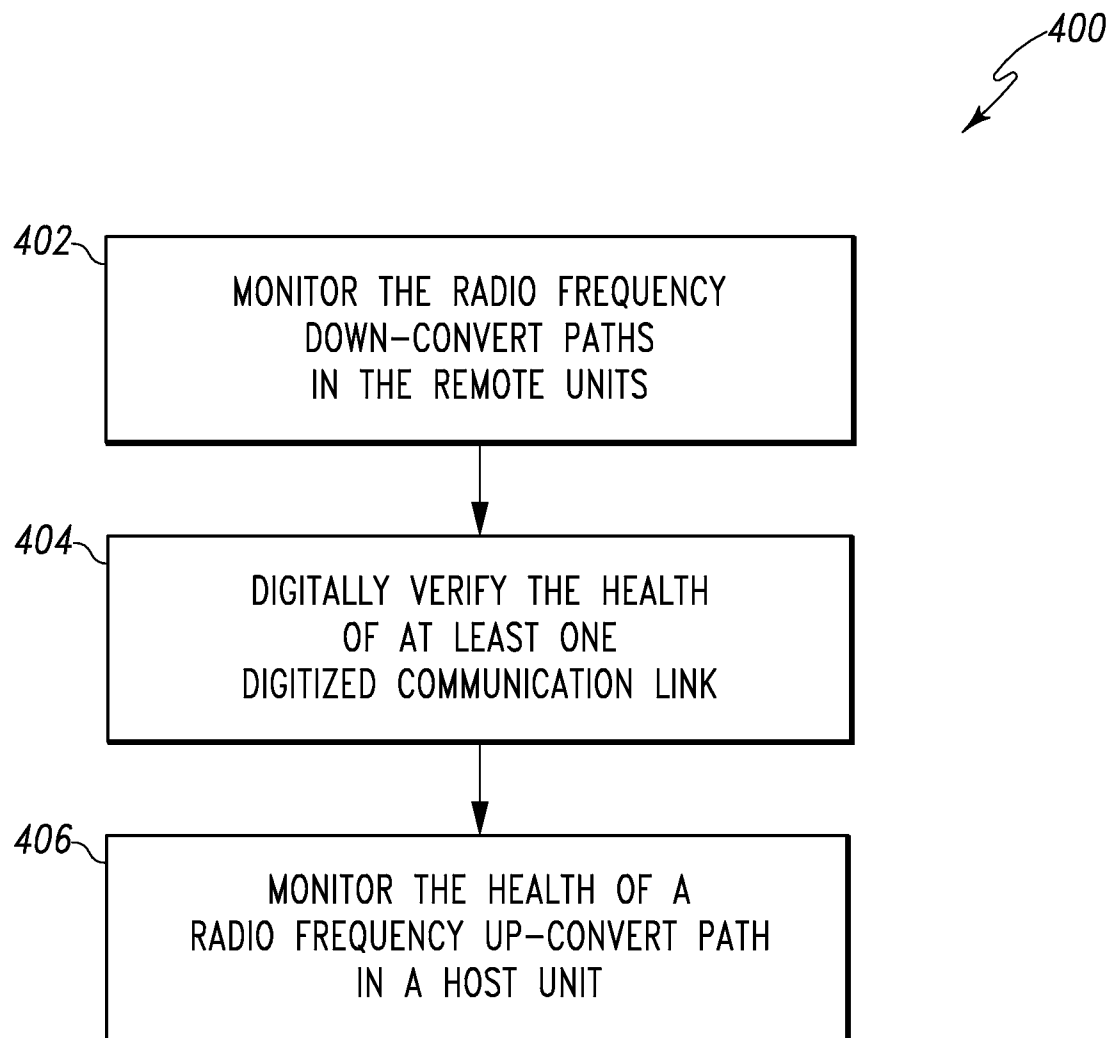 400
402
MONITOR THE RADIO FREQUENCY
DOWN-CONVERT PATHS
IN THE REMOTE UNITS
404
DIGITALLY VERIFY THE HEALTH
OF AT LEAST ONE
DIGITIZED COMMUNICATION LINK
406
MONITOR THE HEALTH OF A
RADIO FREQUENCY UP-CONVERT PATH
IN A HOST UNIT